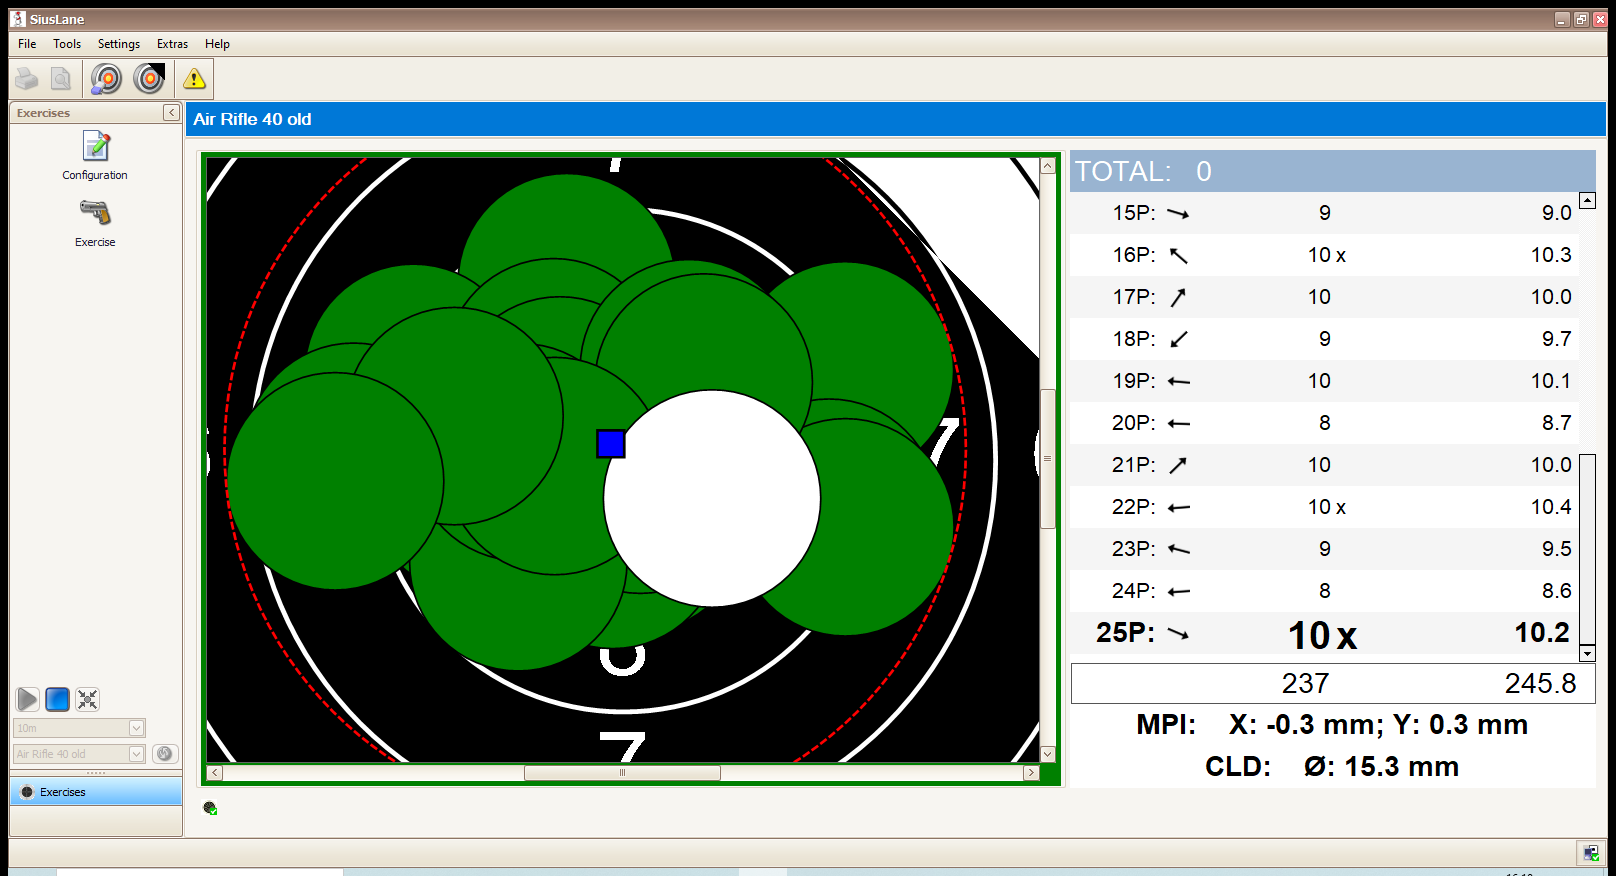 SiusLane
File Tools Settings Extras Help
Exercises
Configuration
Exercise
10m
Air Rifle 40 old
Exercises
Air Rifle 40 old
7
8
7
TOTAL: 0
15P: 9 9.0
16P: 10 x 10.3
17P: 10 10.0
18P: 9 9.7
19P: 10 10.1
20P: 8 8.7
21P: 10 10.0
22P: 10 x 10.4
23P: 9 9.5
24P: 8 8.6
25P: 10 x 10.2
237 245.8
MPI: X: -0.3 mm; Y: 0.3 mm
CLD: Ø: 15.3 mm